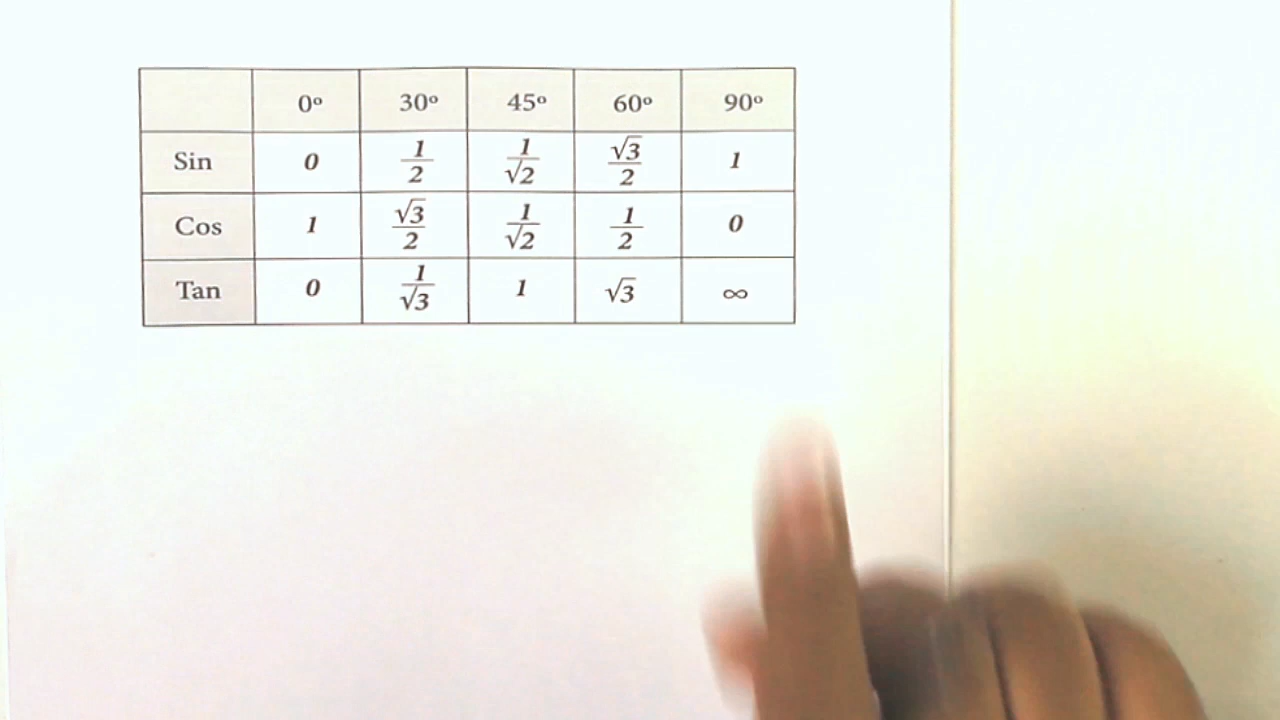 0° 30° 45° 60° 90°
Sin 0 1/2 1/√2 √3/2 1
Cos 1 √3/2 1/√2 1/2 0
Tan 0 1/√3 1 √3 ∞